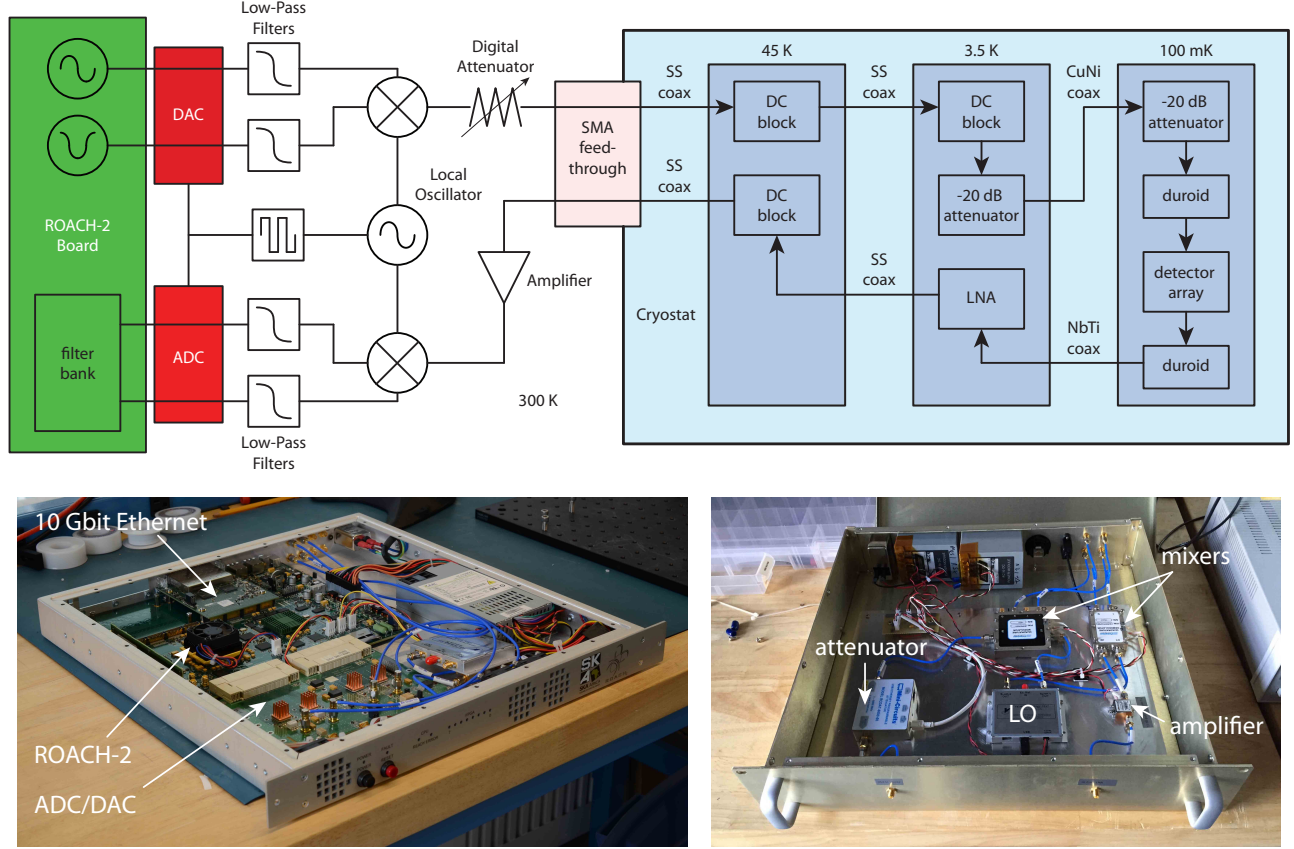 Low-Pass
Filters
Digital
Attenuator
DAC
ROACH-2
Board
Local
Oscillator
SMA
feed-
through
SS
coax
SS
coax
45 K
DC
block
DC
block
SS
coax
SS
coax
3.5 K
DC
block
-20 dB
attenuator
LNA
CuNi
coax
NbTi
coax
100 mK
-20 dB
attenuator
duroid
detector
array
duroid
Amplifier
Cryostat
filter
bank
ADC
300 K
Low-Pass
Filters
10 Gbit Ethernet
ROACH-2
ADC/DAC
SK
mixers
attenuator
Mini-Circuits
LO
amplifier